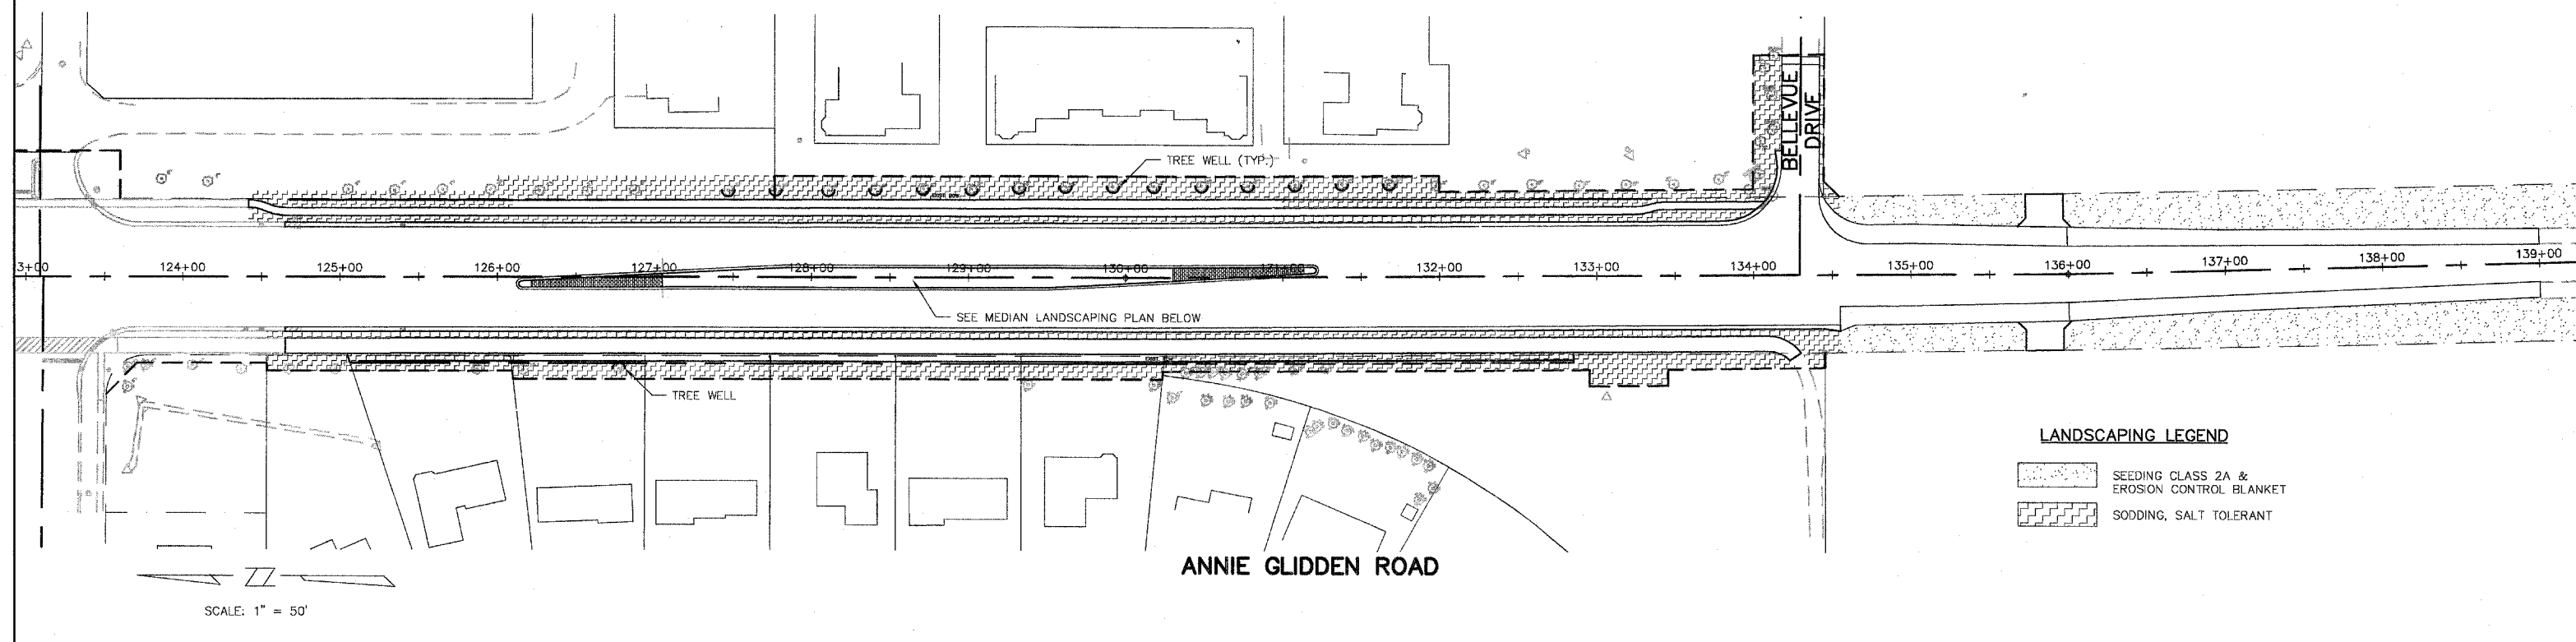 BELLEVUE
DRIVE
TREE WELL (TYP.)
3+00
124+00
125+00
126+00
127+00
128+00
129+00
130+00
131+00
132+00
133+00
134+00
135+00
136+00
137+00
138+00
139+00
SEE MEDIAN LANDSCAPING PLAN BELOW
TREE WELL
LANDSCAPING LEGEND
SEEDING CLASS 2A &
EROSION CONTROL BLANKET
SODDING, SALT TOLERANT
ANNIE GLIDDEN ROAD
SCALE: 1" = 50'